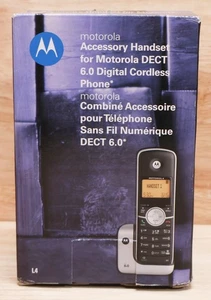 motorola
Accessory Handset
for Motorola DECT
6.0 Digital Cordless
Phone*
motorola
Combiné Accessoire
pour Téléphone
Sans Fil Numérique
DECT 6.0*
HANDSET 1
L4